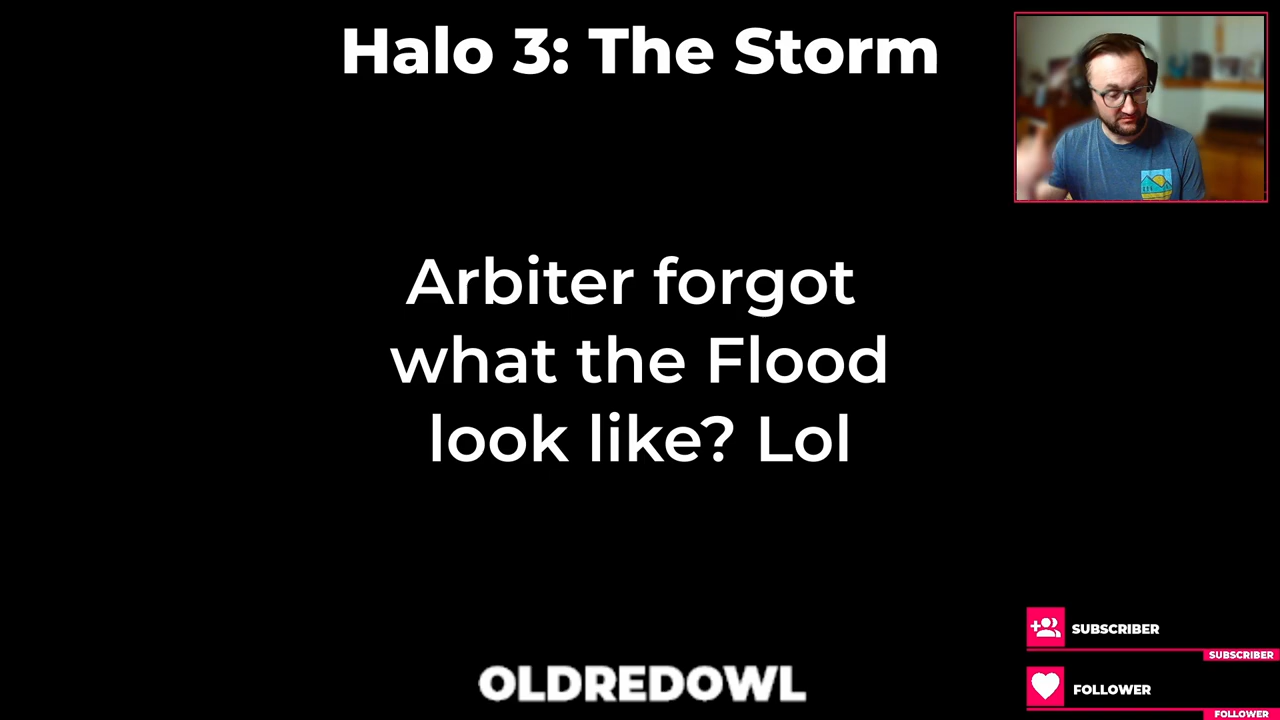 Halo 3: The Storm
Arbiter forgot
what the Flood
look like? Lol
SUBSCRIBER
SUBSCRIBER
FOLLOWER
FOLLOWER
OLDREDOWL